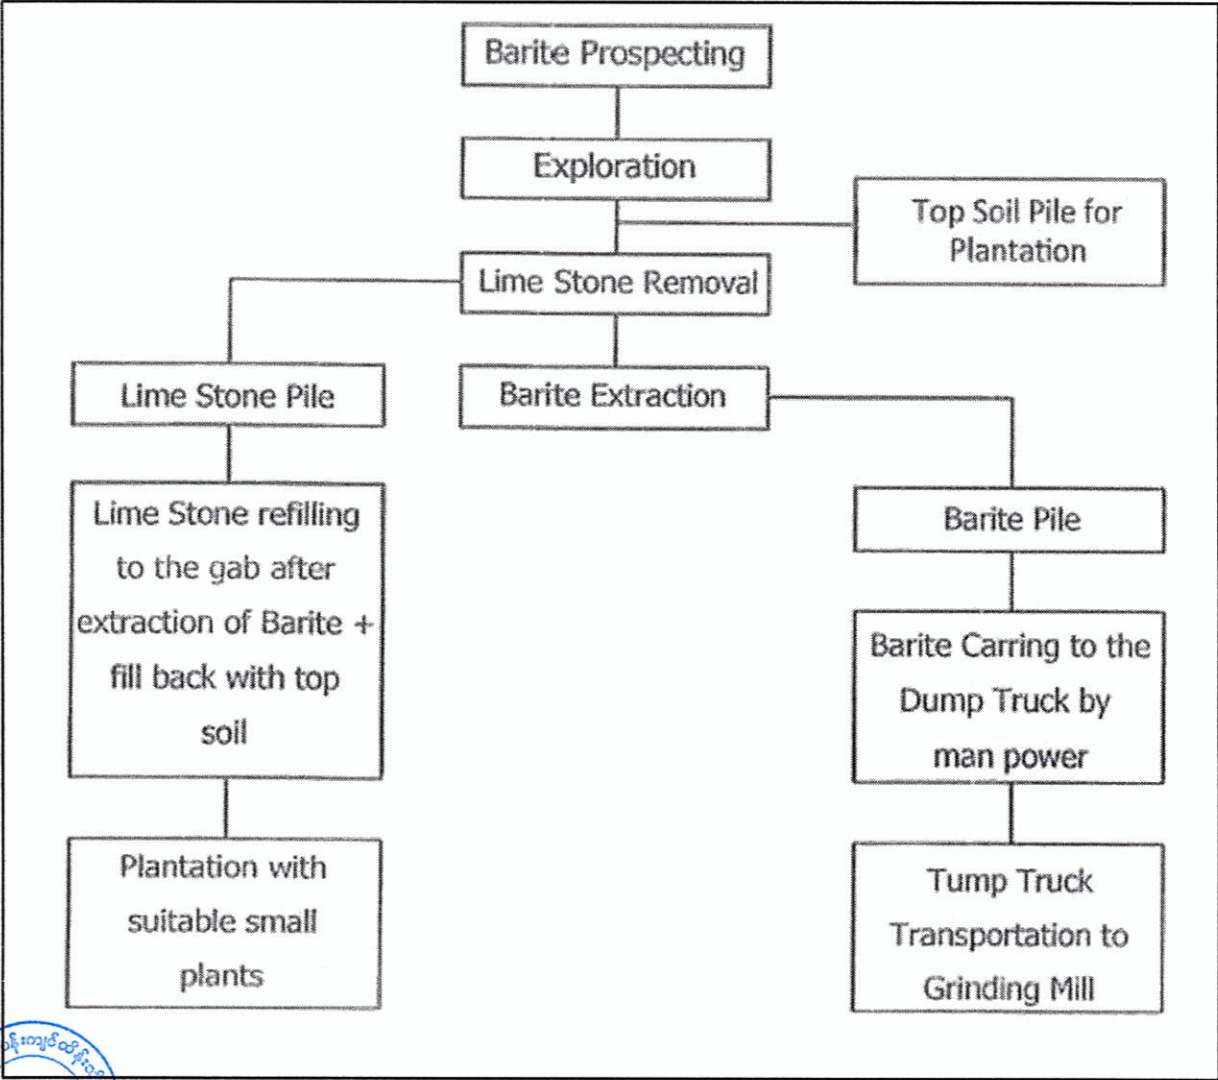 Barite Prospecting
Exploration
Top Soil Pile for
Plantation
Lime Stone Removal
Lime Stone Pile
Barite Extraction
Lime Stone refilling
to the gab after
extraction of Barite +
fill back with top
soil
Barite Pile
Barite Carring to the
Dump Truck by
man power
Plantation with
suitable small
plants
Tump Truck
Transportation to
Grinding Mill